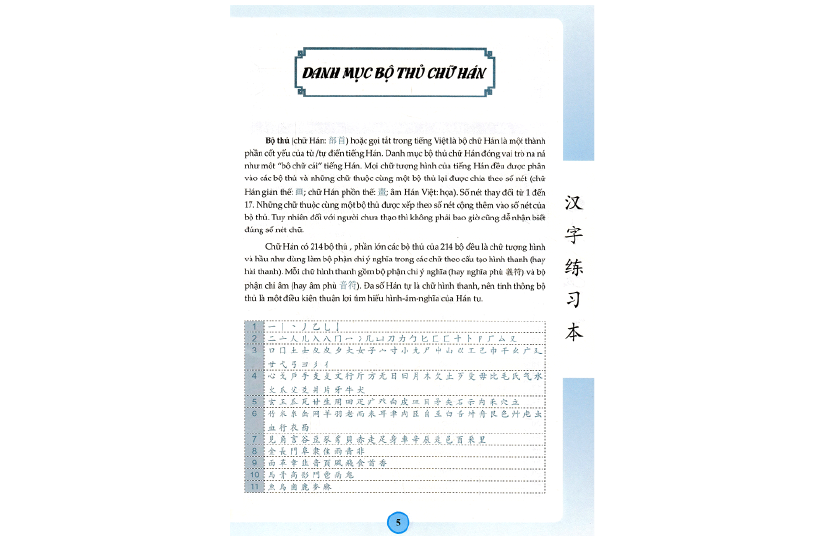 DANH MỤC BỘ THỦ CHỮ HÁN
Bộ thủ (chữ Hán: 部首) hoặc gọi tắt trong tiếng Việt là bộ chữ Hán là một thành
phần cốt yếu của từ /tự điển tiếng Hán. Danh mục bộ thủ chữ Hán đóng vai trò na ná
như một "bộ chữ cái" tiếng Hán. Mọi chữ tượng hình của tiếng Hán đều được phân
vào các bộ thủ và những chữ thuộc cùng một bộ thủ lại được chia theo số nét (chữ
Hán giản thể: 画; chữ Hán phồn thể: 畫; âm Hán Việt: họa). Số nét thay đổi từ 1 đến
17. Những chữ thuộc cùng một bộ thủ được xếp theo số nét cộng thêm vào số nét của
bộ thủ. Tuy nhiên đối với người chưa thạo thì không phải bao giờ cũng dễ nhận biết
đúng số nét chữ.
Chữ Hán có 214 bộ thủ , phần lớn các bộ thủ của 214 bộ đều là chữ tượng hình
và hầu như dùng làm bộ phận chỉ ý nghĩa trong các chữ theo cấu tạo hình thanh (hay
hài thanh). Mỗi chữ hình thanh gồm bộ phận chỉ ý nghĩa (hay nghĩa phù 義符) và bộ
phận chỉ âm (hay âm phù 音符). Đa số Hán tự là chữ hình thanh, nên tinh thông bộ
thủ là một điều kiện thuận lợi tìm hiểu hình-âm-nghĩa của Hán tự.
1 一丨丶丿乙乚亅
2 二亠人儿入八冂冖冫几凵刀力勹匕匚匸十卜卩厂厶又
3 口囗土士夂夊夕大女子宀寸小尢尸屮山巛工己巾干幺广廴
廾弋弓彐彡彳
4 心戈戶手支攴文斗斤方无日曰月木欠止歹殳毋比毛氏气水
火爪父爻爿片牙牛犬
5 玄玉瓜瓦甘生用田疋疒癶白皮皿目矛矢石示禸禾穴立
6 竹米糸缶网羊羽老而耒耳聿肉臣自至臼舌舛舟艮色艸虍虫
血行衣襾
7 見角言谷豆豕豸貝赤走足身車辛辰辵邑酉釆里
8 金長門阜隶隹雨青非
9 面革韋韭音頁風飛食首香
10 馬骨高髟鬥鬯鬲鬼
11 魚鳥鹵鹿麥麻
汉
字
练
习
本
5